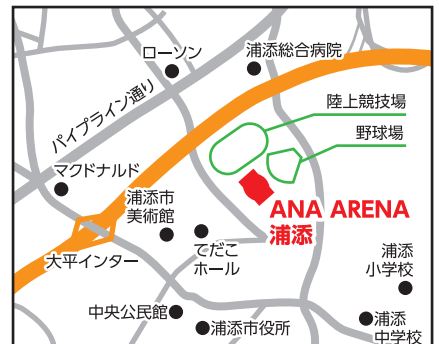 ローソン
浦添総合病院
パイプライン通り
陸上競技場
野球場
マクドナルド
浦添市
美術館
ANA ARENA
浦添
てだこ
ホール
大平インター
浦添
小学校
中央公民館
浦添市役所
浦添
中学校